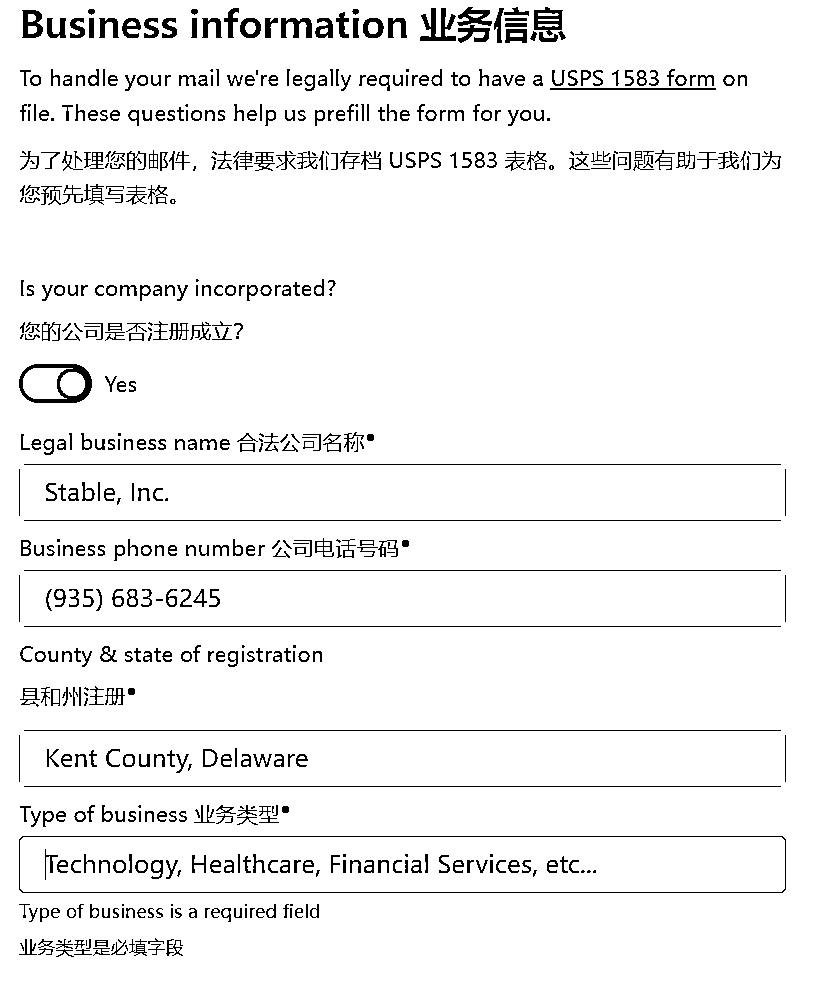 Business information 业务信息
To handle your mail we're legally required to have a USPS 1583 form on
file. These questions help us prefill the form for you.
为了处理您的邮件，法律要求我们存档 USPS 1583 表格。这些问题有助于我们为
您预先填写表格。
Is your company incorporated?
您的公司是否注册成立?
Yes
Legal business name 合法公司名称•
Stable, Inc.
Business phone number 公司电话号码•
(935) 683-6245
County & state of registration
县和州注册•
Kent County, Delaware
Type of business 业务类型•
Technology, Healthcare, Financial Services, etc...
Type of business is a required field
业务类型是必填字段